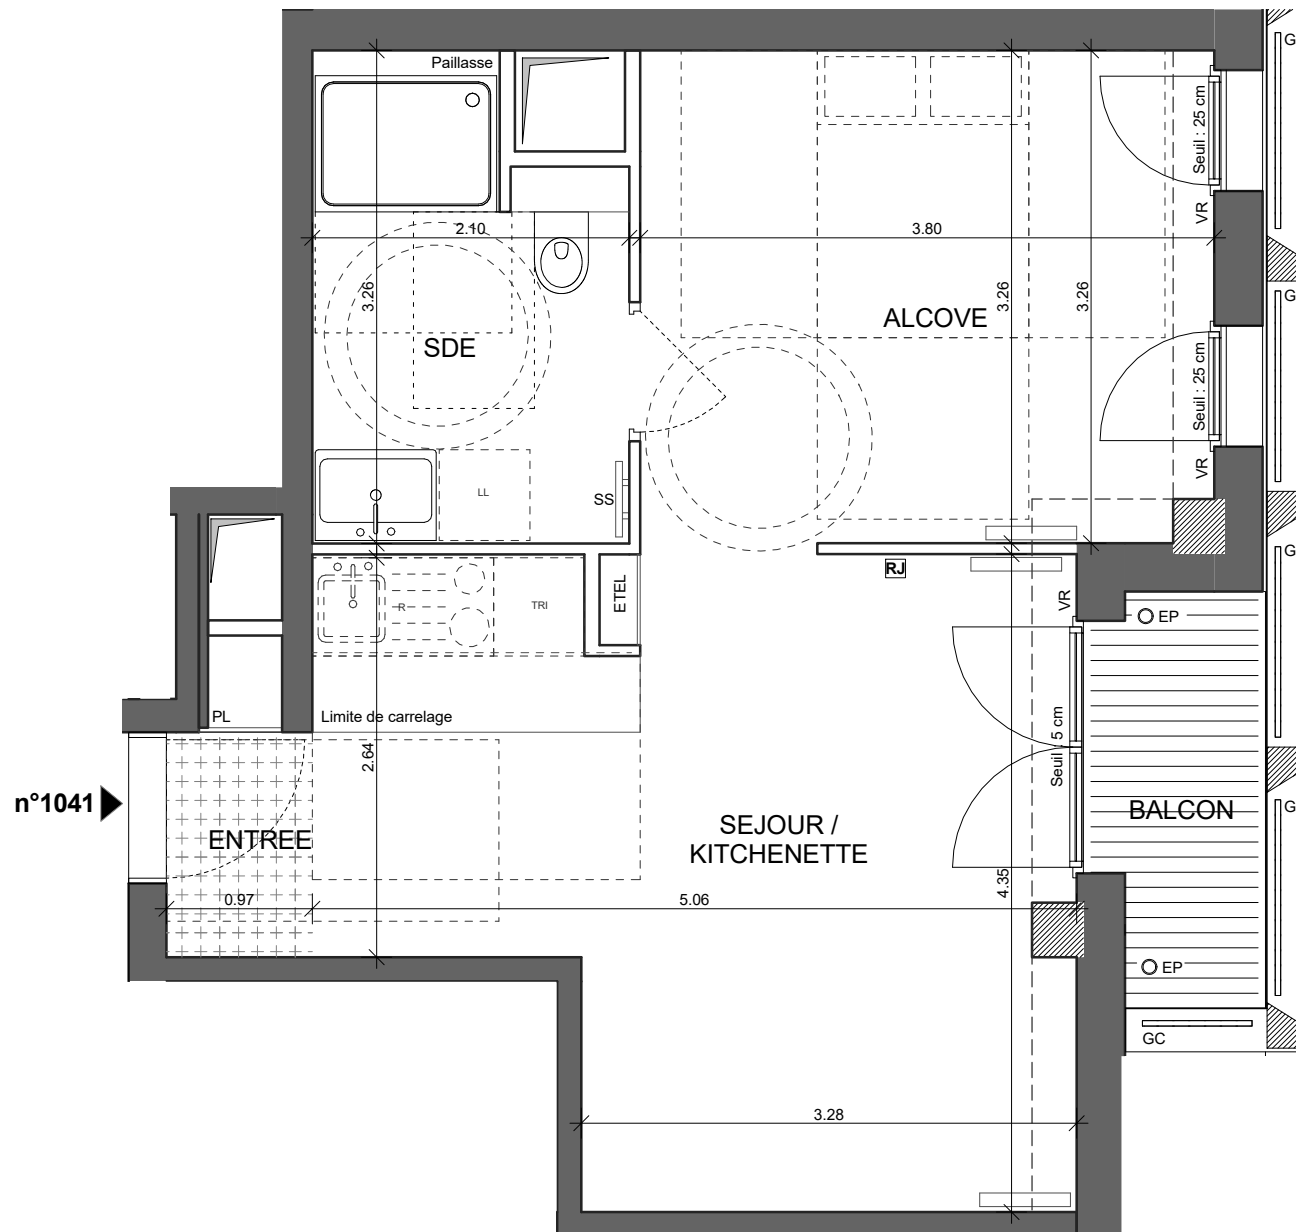 Paillasse
G
Seuil : 25 cm
VR
2.10
3.80
3.26
3.26
3.26
SDE
ALCOVE
G
Seuil : 25 cm
VR
LL
SS
RJ
G
ETEL
R
TRI
VR
EP
PL
Limite de carrelage
2.64
Seuil : 5 cm
n°1041
ENTREE
SEJOUR /
KITCHENETTE
BALCON
G
4.35
0.97
5.06
EP
GC
3.28